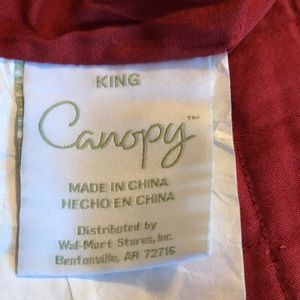 KING
Canopy™
MADE IN CHINA
HECHO EN CHINA
Distributed by
Wal-Mart Stores, Inc.
Bentonville, AR 72716